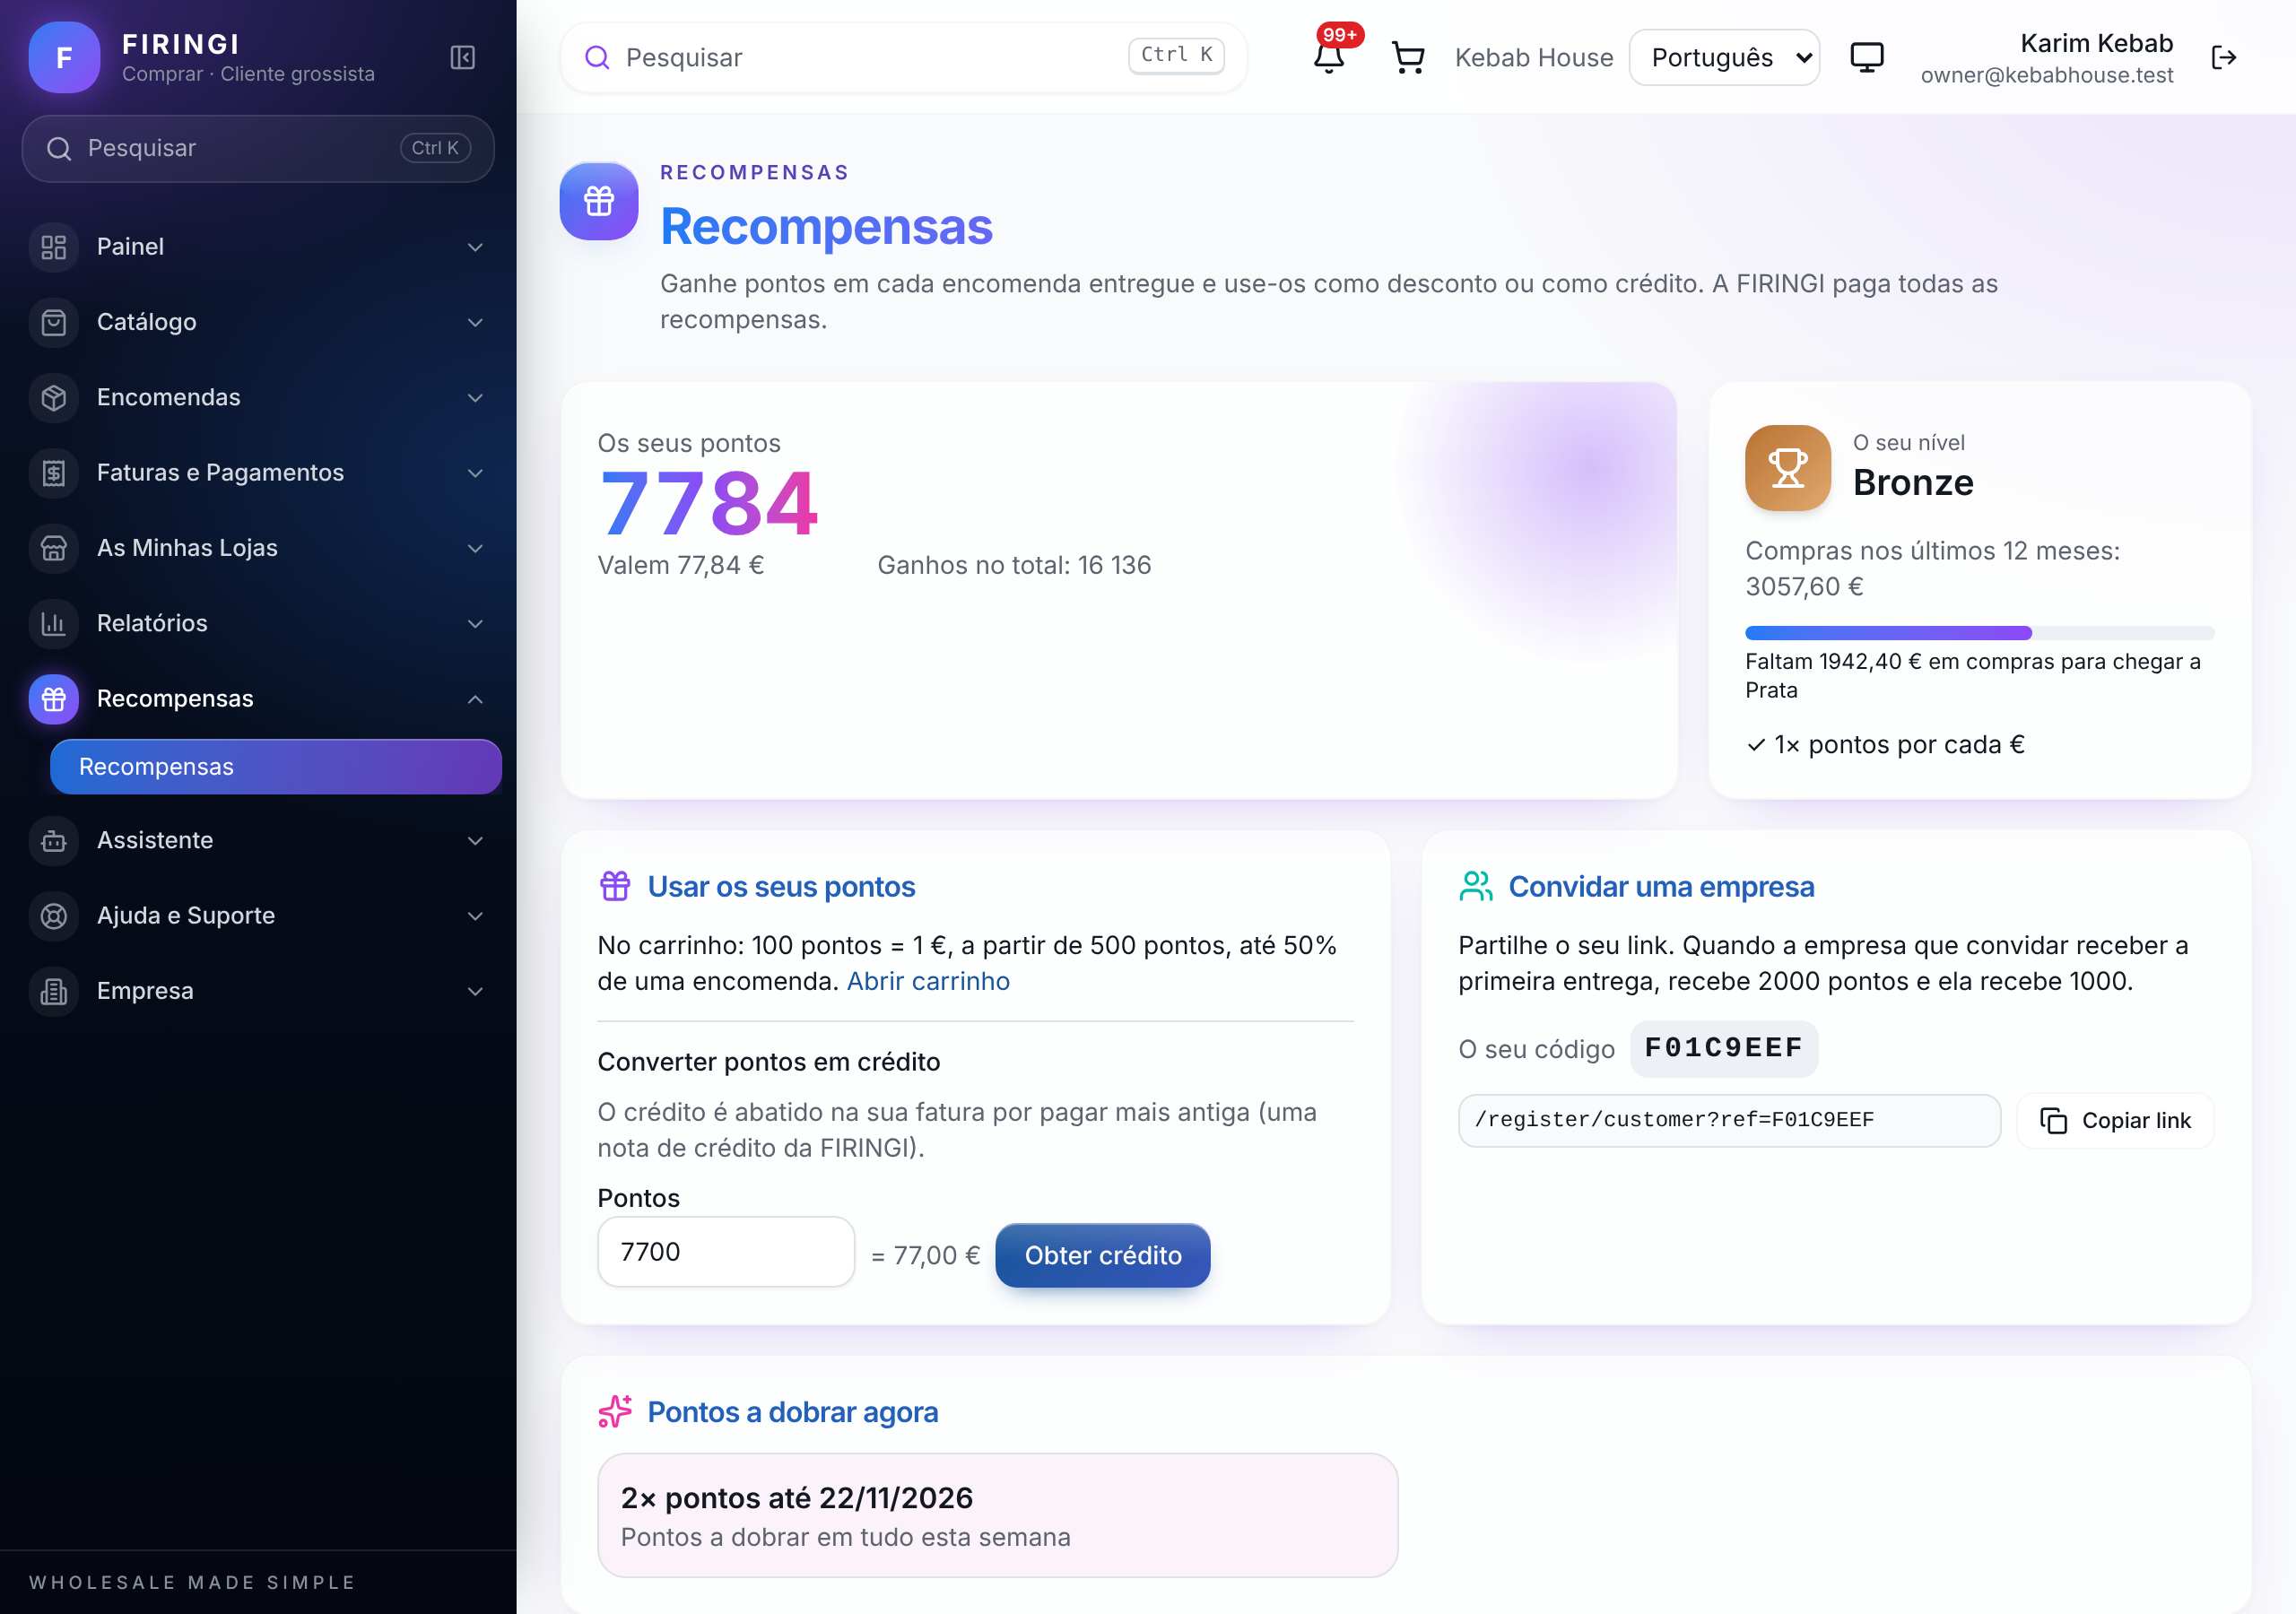 F
FIRINGI
Comprar · Cliente grossista
Pesquisar
Ctrl K
Painel
Catálogo
Encomendas
Faturas e Pagamentos
As Minhas Lojas
Relatórios
Recompensas
Recompensas
Assistente
Ajuda e Suporte
Empresa
WHOLESALE MADE SIMPLE
Pesquisar
Ctrl K
99+
Kebab House
Português
Karim Kebab
owner@kebabhouse.test
RECOMPENSAS
Recompensas
Ganhe pontos em cada encomenda entregue e use-os como desconto ou como crédito. A FIRINGI paga todas as
recompensas.
Os seus pontos
7784
Valem 77,84 €
Ganhos no total: 16 136
O seu nível
Bronze
Compras nos últimos 12 meses:
3057,60 €
Faltam 1942,40 € em compras para chegar a
Prata
✓ 1× pontos por cada €
Usar os seus pontos
No carrinho: 100 pontos = 1 €, a partir de 500 pontos, até 50%
de uma encomenda. Abrir carrinho
Converter pontos em crédito
O crédito é abatido na sua fatura por pagar mais antiga (uma
nota de crédito da FIRINGI).
Pontos
7700
= 77,00 €
Obter crédito
Convidar uma empresa
Partilhe o seu link. Quando a empresa que convidar receber a
primeira entrega, recebe 2000 pontos e ela recebe 1000.
O seu código
F01C9EEF
/register/customer?ref=F01C9EEF
Copiar link
Pontos a dobrar agora
2× pontos até 22/11/2026
Pontos a dobrar em tudo esta semana